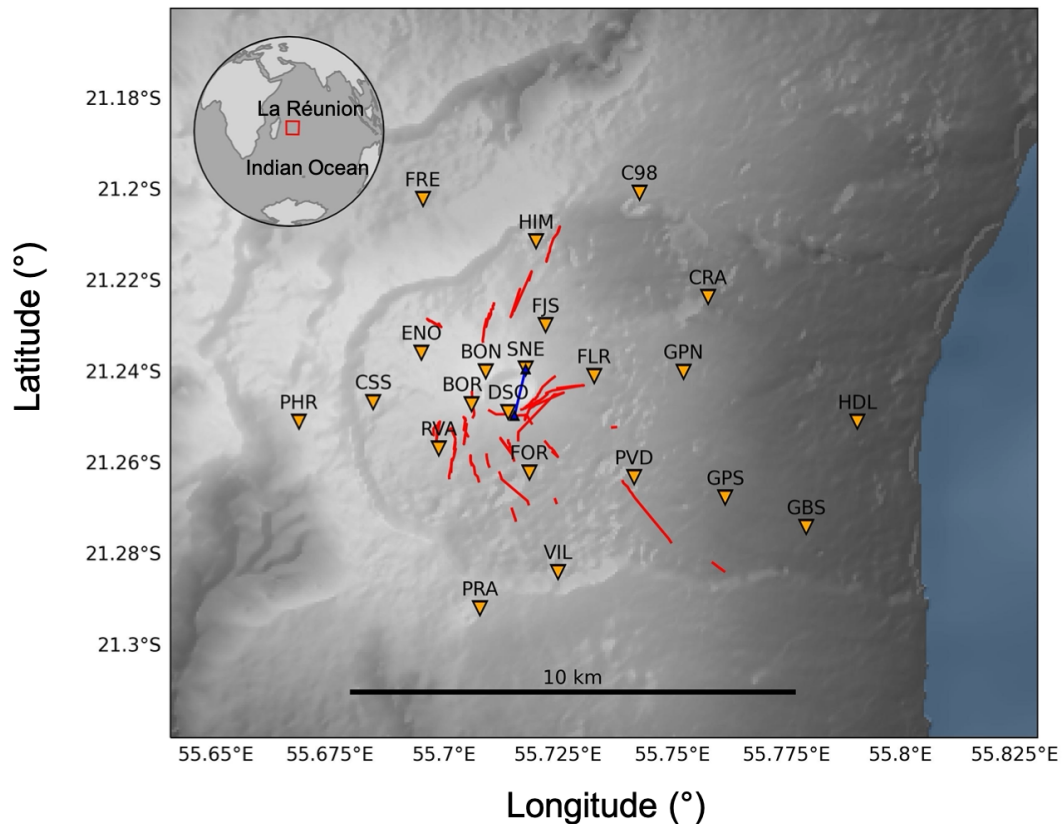 21.18°S
La Réunion
Indian Ocean
FRE
C98
21.2°S
HIM
CRA
21.22°S
FJS
ENO
BON
SNE
FLR
GPN
21.24°S
CSS
BOR
DSO
PHR
HDL
RVA
FOR
PVD
21.26°S
GPS
GBS
VIL
21.28°S
PRA
21.3°S
10 km
55.65°E
55.675°E
55.7°E
55.725°E
55.75°E
55.775°E
55.8°E
55.825°E
Latitude (°)
Longitude (°)